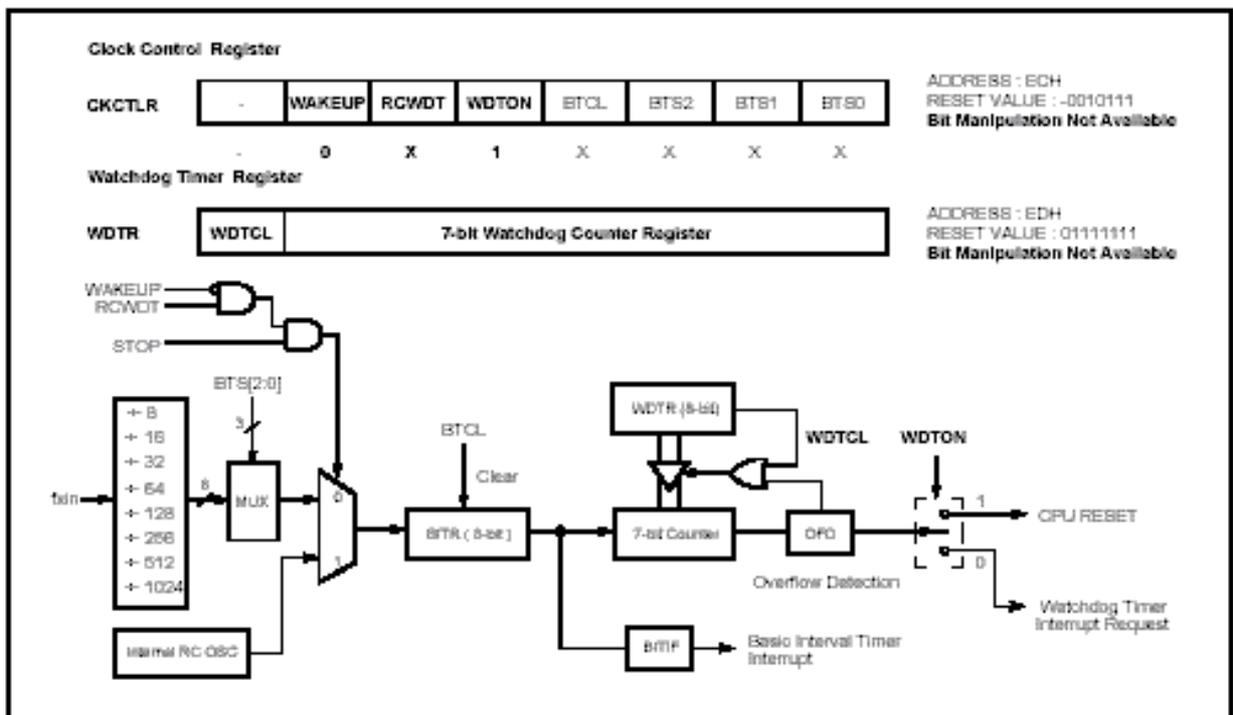 Clock Control Register
CKCTLR
- WAKEUP RCWDT WDTON BTCL BTS2 BTS1 BTS0
ADDRESS : ECH
RESET VALUE : -0010111
Bit Manipulation Not Available
- 0 X 1 X X X X
Watchdog Timer Register
WDTR
WDTCL 7-bit Watchdog Counter Register
ADDRESS : EDH
RESET VALUE : 01111111
Bit Manipulation Not Available
WAKEUP
RCWDT
STOP
BTS[2:0]
3
÷ 8
÷ 16
÷ 32
÷ 64
÷ 128
÷ 256
÷ 512
÷ 1024
fxin
8
MUX
0
1
Internal RC OSC
BTCL
Clear
BITR ( 8-bit )
WDTR (8-bit)
WDTCL
WDTON
7-bit Counter
OFD
Overflow Detection
1
CPU RESET
0
Watchdog Timer
Interrupt Request
BITIF
Basic Interval Timer
Interrupt